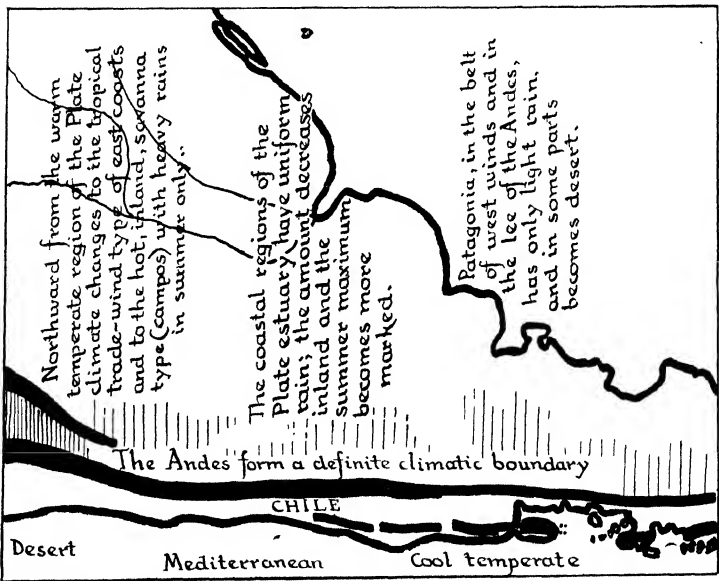 Northward from the warm
temperate region of the Plate
climate changes to the tropical
trade-wind type of east coasts
and to the hot, inland, savanna
type (campos) with heavy rains
in summer only..
The coastal regions of the
Plate estuary have uniform
rain; the amount decreases
inland and the
summer maximum
becomes more
marked.
Patagonia, in the belt
of west winds and in
the lee of the Andes,
has only light rain.
and in some parts
becomes desert.
The Andes form a definite climatic boundary
CHILE
Desert
Mediterranean
Cool temperate